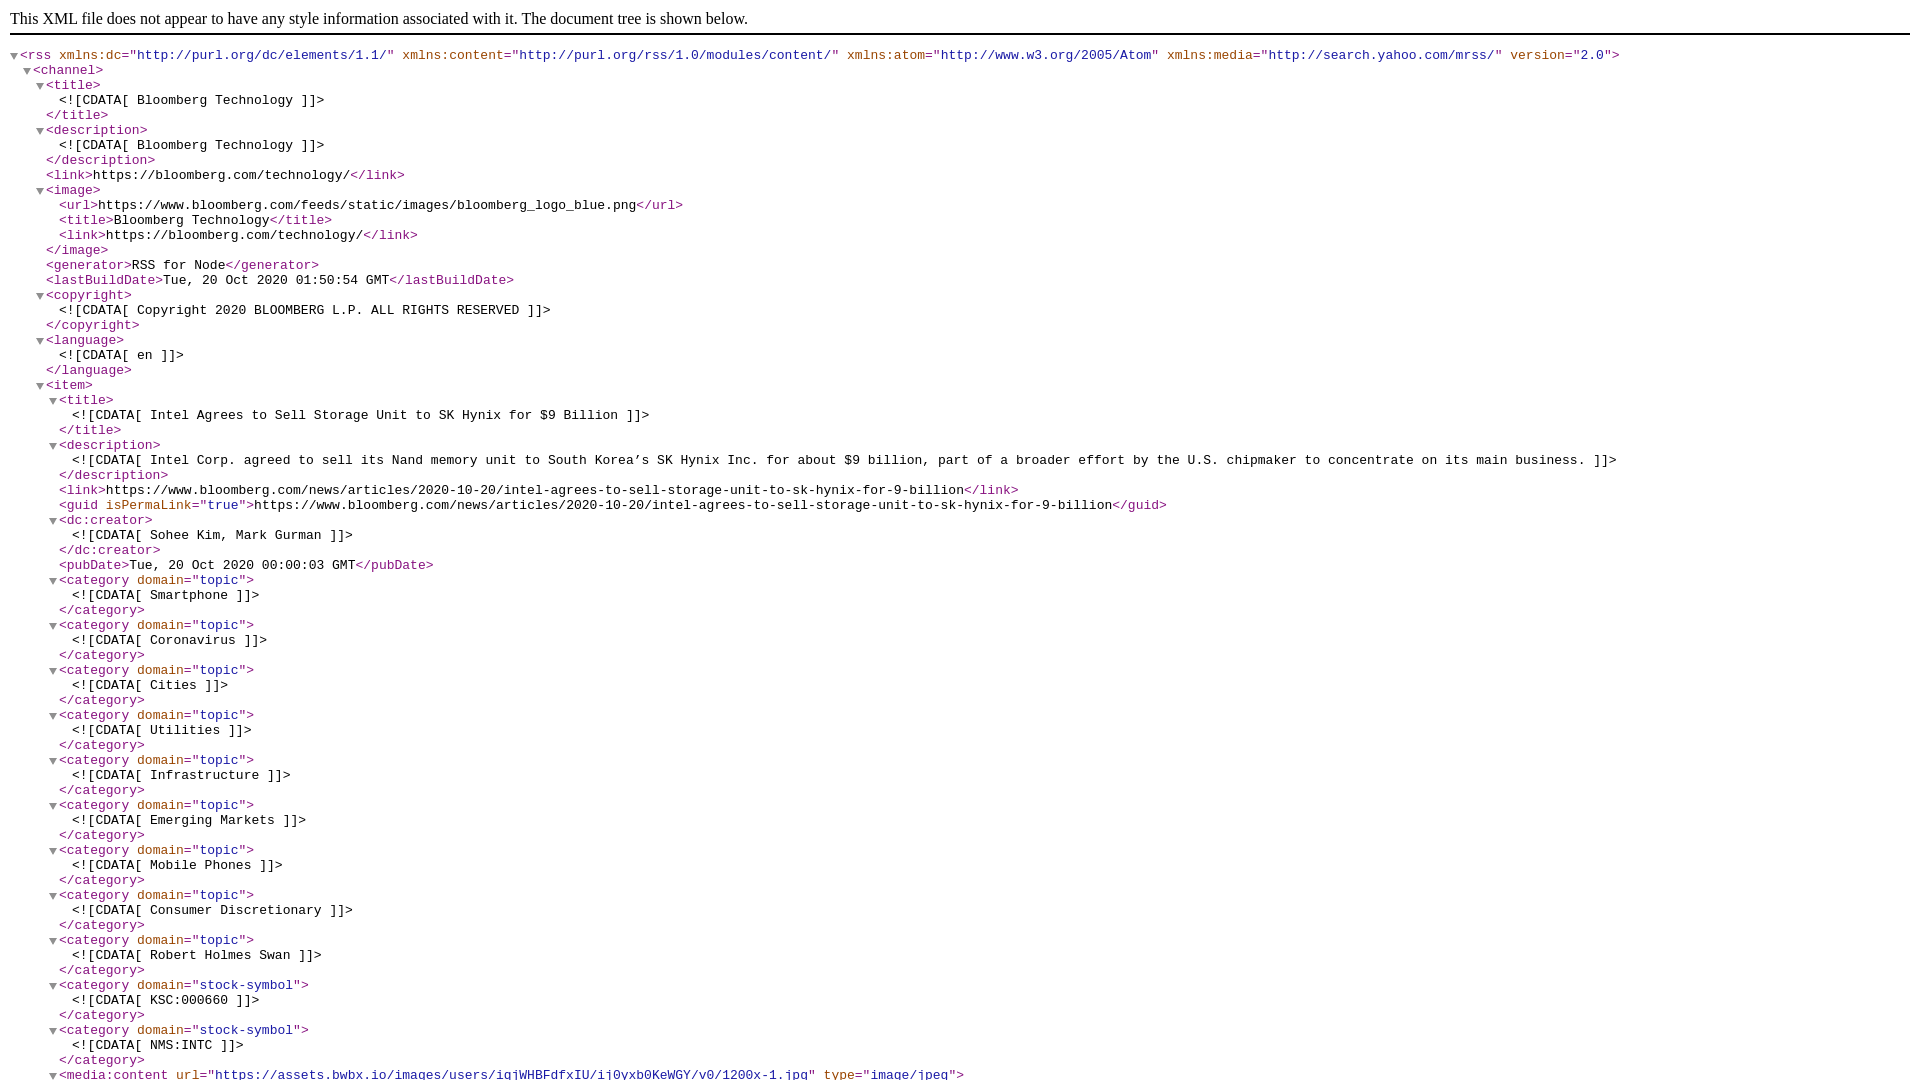 This XML file does not appear to have any style information associated with it. The document tree is shown below.
<rss xmlns:dc="http://purl.org/dc/elements/1.1/" xmlns:content="http://purl.org/rss/1.0/modules/content/" xmlns:atom="http://www.w3.org/2005/Atom" xmlns:media="http://search.yahoo.com/mrss/" version="2.0">
<channel>
<title>
<![CDATA[ Bloomberg Technology ]]>
</title>
<description>
<![CDATA[ Bloomberg Technology ]]>
</description>
<link>https://bloomberg.com/technology/</link>
<image>
<url>https://www.bloomberg.com/feeds/static/images/bloomberg_logo_blue.png</url>
<title>Bloomberg Technology</title>
<link>https://bloomberg.com/technology/</link>
</image>
<generator>RSS for Node</generator>
<lastBuildDate>Tue, 20 Oct 2020 01:50:54 GMT</lastBuildDate>
<copyright>
<![CDATA[ Copyright 2020 BLOOMBERG L.P. ALL RIGHTS RESERVED ]]>
</copyright>
<language>
<![CDATA[ en ]]>
</language>
<item>
<title>
<![CDATA[ Intel Agrees to Sell Storage Unit to SK Hynix for $9 Billion ]]>
</title>
<description>
<![CDATA[ Intel Corp. agreed to sell its Nand memory unit to South Korea’s SK Hynix Inc. for about $9 billion, part of a broader effort by the U.S. chipmaker to concentrate on its main business. ]]>
</description>
<link>https://www.bloomberg.com/news/articles/2020-10-20/intel-agrees-to-sell-storage-unit-to-sk-hynix-for-9-billion</link>
<guid isPermaLink="true">https://www.bloomberg.com/news/articles/2020-10-20/intel-agrees-to-sell-storage-unit-to-sk-hynix-for-9-billion</guid>
<dc:creator>
<![CDATA[ Sohee Kim, Mark Gurman ]]>
</dc:creator>
<pubDate>Tue, 20 Oct 2020 00:00:03 GMT</pubDate>
<category domain="topic">
<![CDATA[ Smartphone ]]>
</category>
<category domain="topic">
<![CDATA[ Coronavirus ]]>
</category>
<category domain="topic">
<![CDATA[ Cities ]]>
</category>
<category domain="topic">
<![CDATA[ Utilities ]]>
</category>
<category domain="topic">
<![CDATA[ Infrastructure ]]>
</category>
<category domain="topic">
<![CDATA[ Emerging Markets ]]>
</category>
<category domain="topic">
<![CDATA[ Mobile Phones ]]>
</category>
<category domain="topic">
<![CDATA[ Consumer Discretionary ]]>
</category>
<category domain="topic">
<![CDATA[ Robert Holmes Swan ]]>
</category>
<category domain="stock-symbol">
<![CDATA[ KSC:000660 ]]>
</category>
<category domain="stock-symbol">
<![CDATA[ NMS:INTC ]]>
</category>
<media:content url="https://assets.bwbx.io/images/users/iqjWHBFdfxIU/ij0yxb0KeWGY/v0/1200x-1.jpg" type="image/jpeg">